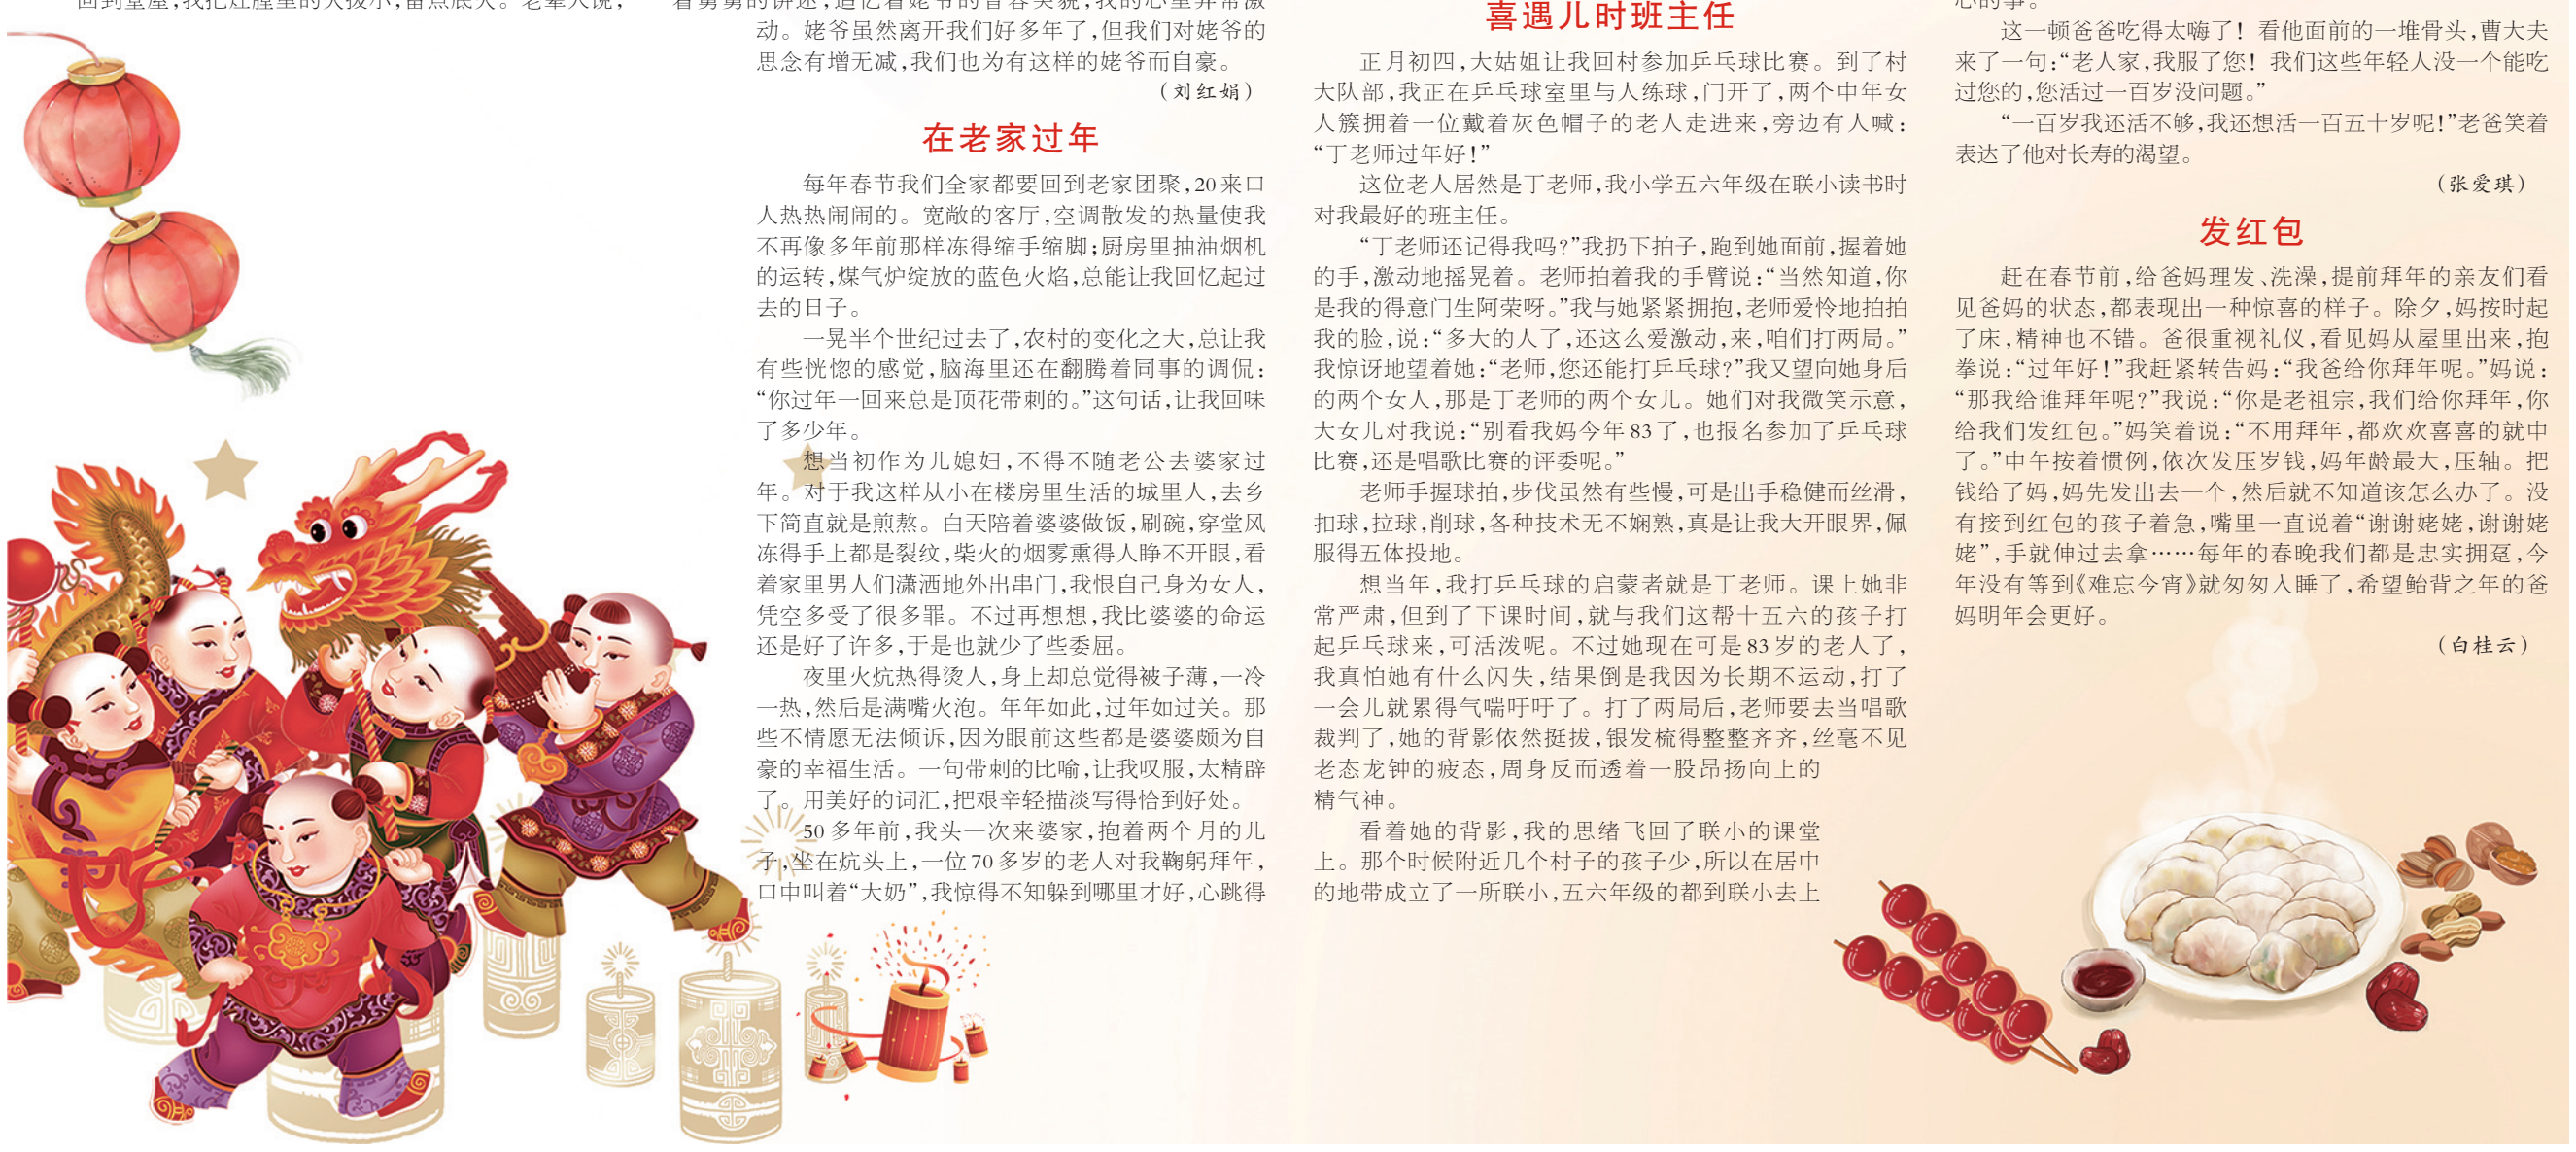 回到堂屋,我把灶膛里的火拨小,留点底火。老辈人说,
着舅舅的讲述,追忆着姥爷的音容笑貌,我的心里异常激
动。姥爷虽然离开我们好多年了,但我们对姥爷的
思念有增无减,我们也为有这样的姥爷而自豪。
(刘红娟)
在老家过年
每年春节我们全家都要回到老家团聚,20来口
人热热闹闹的。宽敞的客厅,空调散发的热量使我
不再像多年前那样冻得缩手缩脚;厨房里抽油烟机
的运转,煤气炉绽放的蓝色火焰,总能让我回忆起过
去的日子。
一晃半个世纪过去了,农村的变化之大,总让我
有些恍惚的感觉,脑海里还在翻腾着同事的调侃:
“你过年一回来总是顶花带刺的。”这句话,让我回味
了多少年。
想当初作为儿媳妇,不得不随老公去婆家过
年。对于我这样从小在楼房里生活的城里人,去乡
下简直就是煎熬。白天陪着婆婆做饭,刷碗,穿堂风
冻得手上都是裂纹,柴火的烟雾熏得人睁不开眼,看
着家里男人们潇洒地外出串门,我恨自己身为女人,
凭空多受了很多罪。不过再想想,我比婆婆的命运
还是好了许多,于是也就少了些委屈。
夜里火炕热得烫人,身上却总觉得被子薄,一冷
一热,然后是满嘴火泡。年年如此,过年如过关。那
些不情愿无法倾诉,因为眼前这些都是婆婆颇为自
豪的幸福生活。一句带刺的比喻,让我叹服,太精辟
了。用美好的词汇,把艰辛轻描淡写得恰到好处。
50多年前,我头一次来婆家,抱着两个月的儿
子,坐在炕头上,一位70多岁的老人对我鞠躬拜年,
口中叫着“大奶”,我惊得不知躲到哪里才好,心跳得
喜遇儿时班主任
正月初四,大姑姐让我回村参加乒乓球比赛。到了村
大队部,我正在乒乓球室里与人练球,门开了,两个中年女
人簇拥着一位戴着灰色帽子的老人走进来,旁边有人喊:
“丁老师过年好!”
这位老人居然是丁老师,我小学五六年级在联小读书时
对我最好的班主任。
“丁老师还记得我吗?”我扔下拍子,跑到她面前,握着她
的手,激动地摇晃着。老师拍着我的手臂说:“当然知道,你
是我的得意门生阿荣呀。”我与她紧紧拥抱,老师爱怜地拍拍
我的脸,说:“多大的人了,还这么爱激动,来,咱们打两局。”
我惊讶地望着她:“老师,您还能打乒乓球?”我又望向她身后
的两个女人,那是丁老师的两个女儿。她们对我微笑示意,
大女儿对我说:“别看我妈今年83了,也报名参加了乒乓球
比赛,还是唱歌比赛的评委呢。”
老师手握球拍,步伐虽然有些慢,可是出手稳健而丝滑,
扣球,拉球,削球,各种技术无不娴熟,真是让我大开眼界,佩
服得五体投地。
想当年,我打乒乓球的启蒙者就是丁老师。课上她非
常严肃,但到了下课时间,就与我们这帮十五六的孩子打
起乒乓球来,可活泼呢。不过她现在可是83岁的老人了,
我真怕她有什么闪失,结果倒是我因为长期不运动,打了
一会儿就累得气喘吁吁了。打了两局后,老师要去当唱歌
裁判了,她的背影依然挺拔,银发梳得整整齐齐,丝毫不见
老态龙钟的疲态,周身反而透着一股昂扬向上的
精气神。
看着她的背影,我的思绪飞回了联小的课堂
上。那个时候附近几个村子的孩子少,所以在居中
的地带成立了一所联小,五六年级的都到联小去上
心的事。
这一顿爸爸吃得太嗨了! 看他面前的一堆骨头,曹大夫
来了一句:“老人家,我服了您! 我们这些年轻人没一个能吃
过您的,您活过一百岁没问题。”
“一百岁我还活不够,我还想活一百五十岁呢!”老爸笑着
表达了他对长寿的渴望。
(张爱琪)
发红包
赶在春节前,给爸妈理发、洗澡,提前拜年的亲友们看
见爸妈的状态,都表现出一种惊喜的样子。除夕,妈按时起
了床,精神也不错。爸很重视礼仪,看见妈从屋里出来,抱
拳说:“过年好!”我赶紧转告妈:“我爸给你拜年呢。”妈说:
“那我给谁拜年呢?”我说:“你是老祖宗,我们给你拜年,你
给我们发红包。”妈笑着说:“不用拜年,都欢欢喜喜的就中
了。”中午按着惯例,依次发压岁钱,妈年龄最大,压轴。把
钱给了妈,妈先发出去一个,然后就不知道该怎么办了。没
有接到红包的孩子着急,嘴里一直说着“谢谢姥姥,谢谢姥
姥”,手就伸过去拿……每年的春晚我们都是忠实拥趸,今
年没有等到《难忘今宵》就匆匆入睡了,希望鲐背之年的爸
妈明年会更好。
(白桂云)